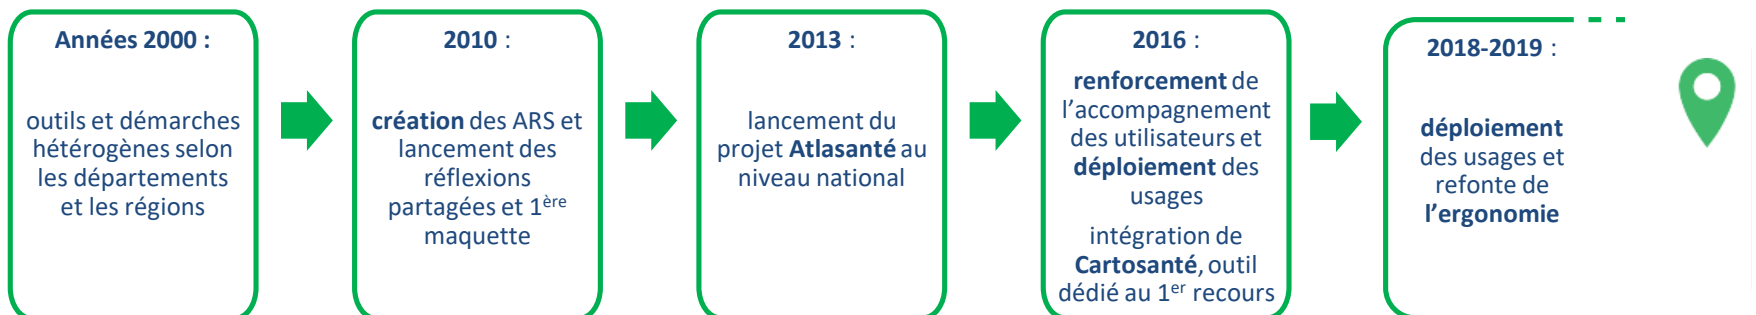 Années 2000 :
outils et démarches
hétérogènes selon
les départements
et les régions
2010 :
création des ARS et
lancement des
réflexions
partagées et 1ère
maquette
2013 :
lancement du
projet Atlasanté au
niveau national
2016 :
renforcement de
l'accompagnement
des utilisateurs et
déploiement des
usages
intégration de
Cartosanté, outil
dédié au 1er recours
2018-2019 :
déploiement
des usages et
refonte de
l'ergonomie